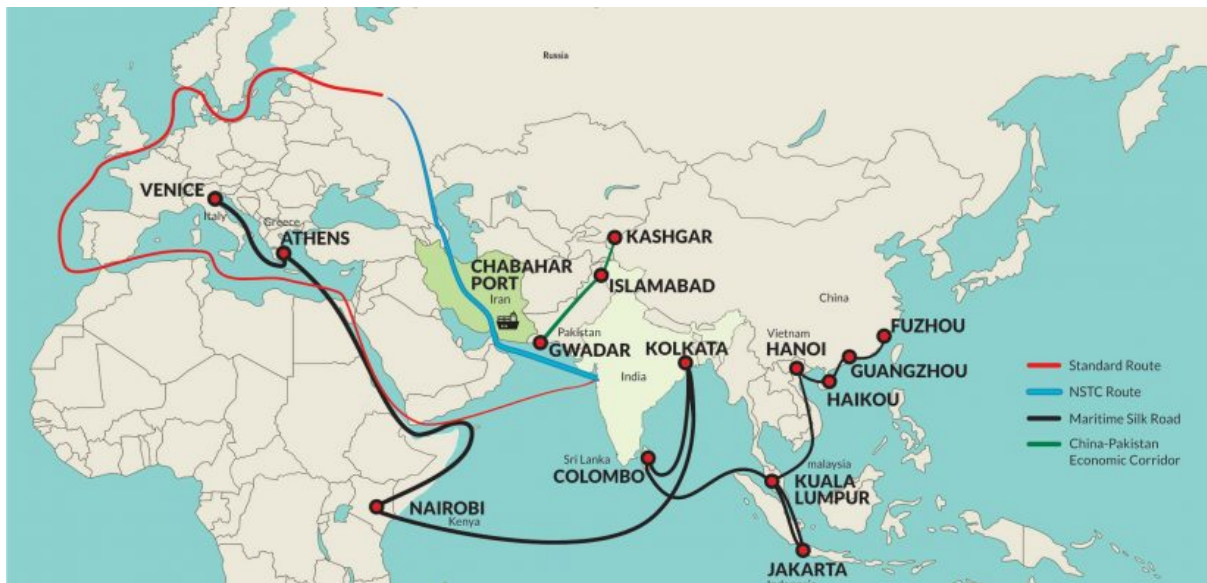 Russia
VENICE
Italy
Greece
ATHENS
KASHGAR
CHABAHAR
PORT
Iran
ISLAMABAD
China
Pakistan
GWADAR
KOLKATA
India
Vietnam
HANOI
FUZHOU
GUANGZHOU
HAIKOU
Standard Route
NSTC Route
Maritime Silk Road
China-Pakistan
Economic Corridor
Sri Lanka
COLOMBO
malaysia
KUALA
LUMPUR
NAIROBI
Kenya
JAKARTA